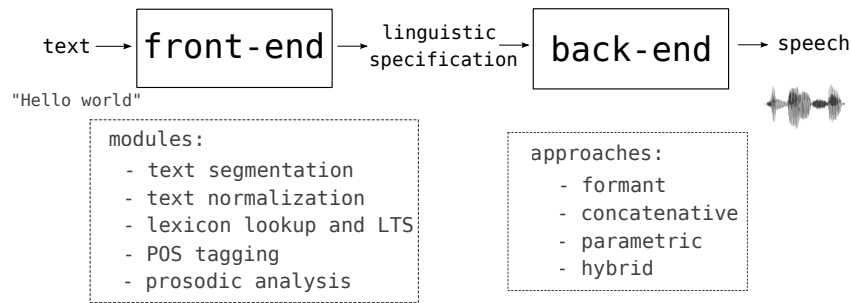 text
front-end
linguistic
specification
back-end
speech
"Hello world"
modules:
- text segmentation
- text normalization
- lexicon lookup and LTS
- POS tagging
- prosodic analysis
approaches:
- formant
- concatenative
- parametric
- hybrid